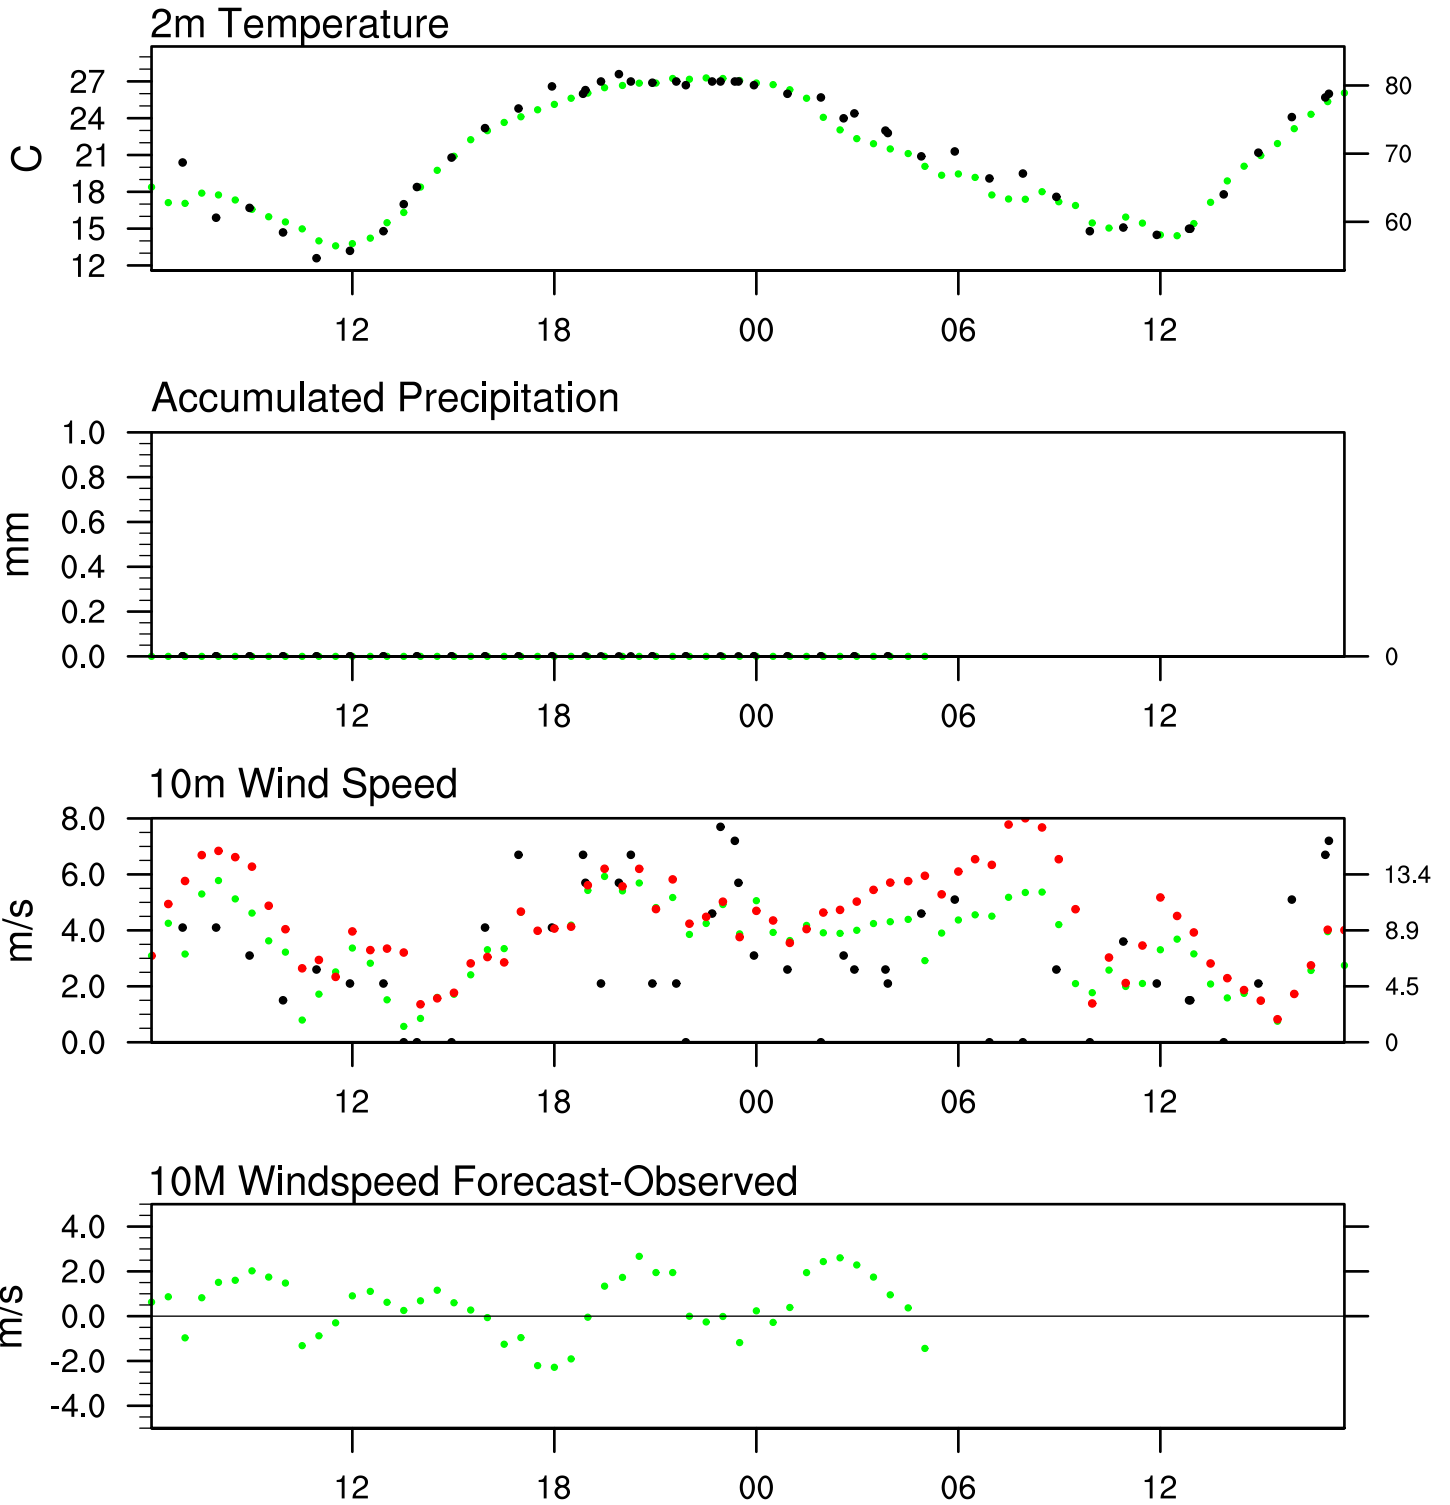 2m Temperature
27
24
21
18
15
12
C
80
70
60
12 18 00 06 12
Accumulated Precipitation
1.0
0.8
0.6
0.4
0.2
0.0
mm
0
12 18 00 06 12
10m Wind Speed
8.0
6.0
4.0
2.0
0.0
m/s
13.4
8.9
4.5
0
12 18 00 06 12
10M Windspeed Forecast-Observed
4.0
2.0
0.0
-2.0
-4.0
m/s
12 18 00 06 12